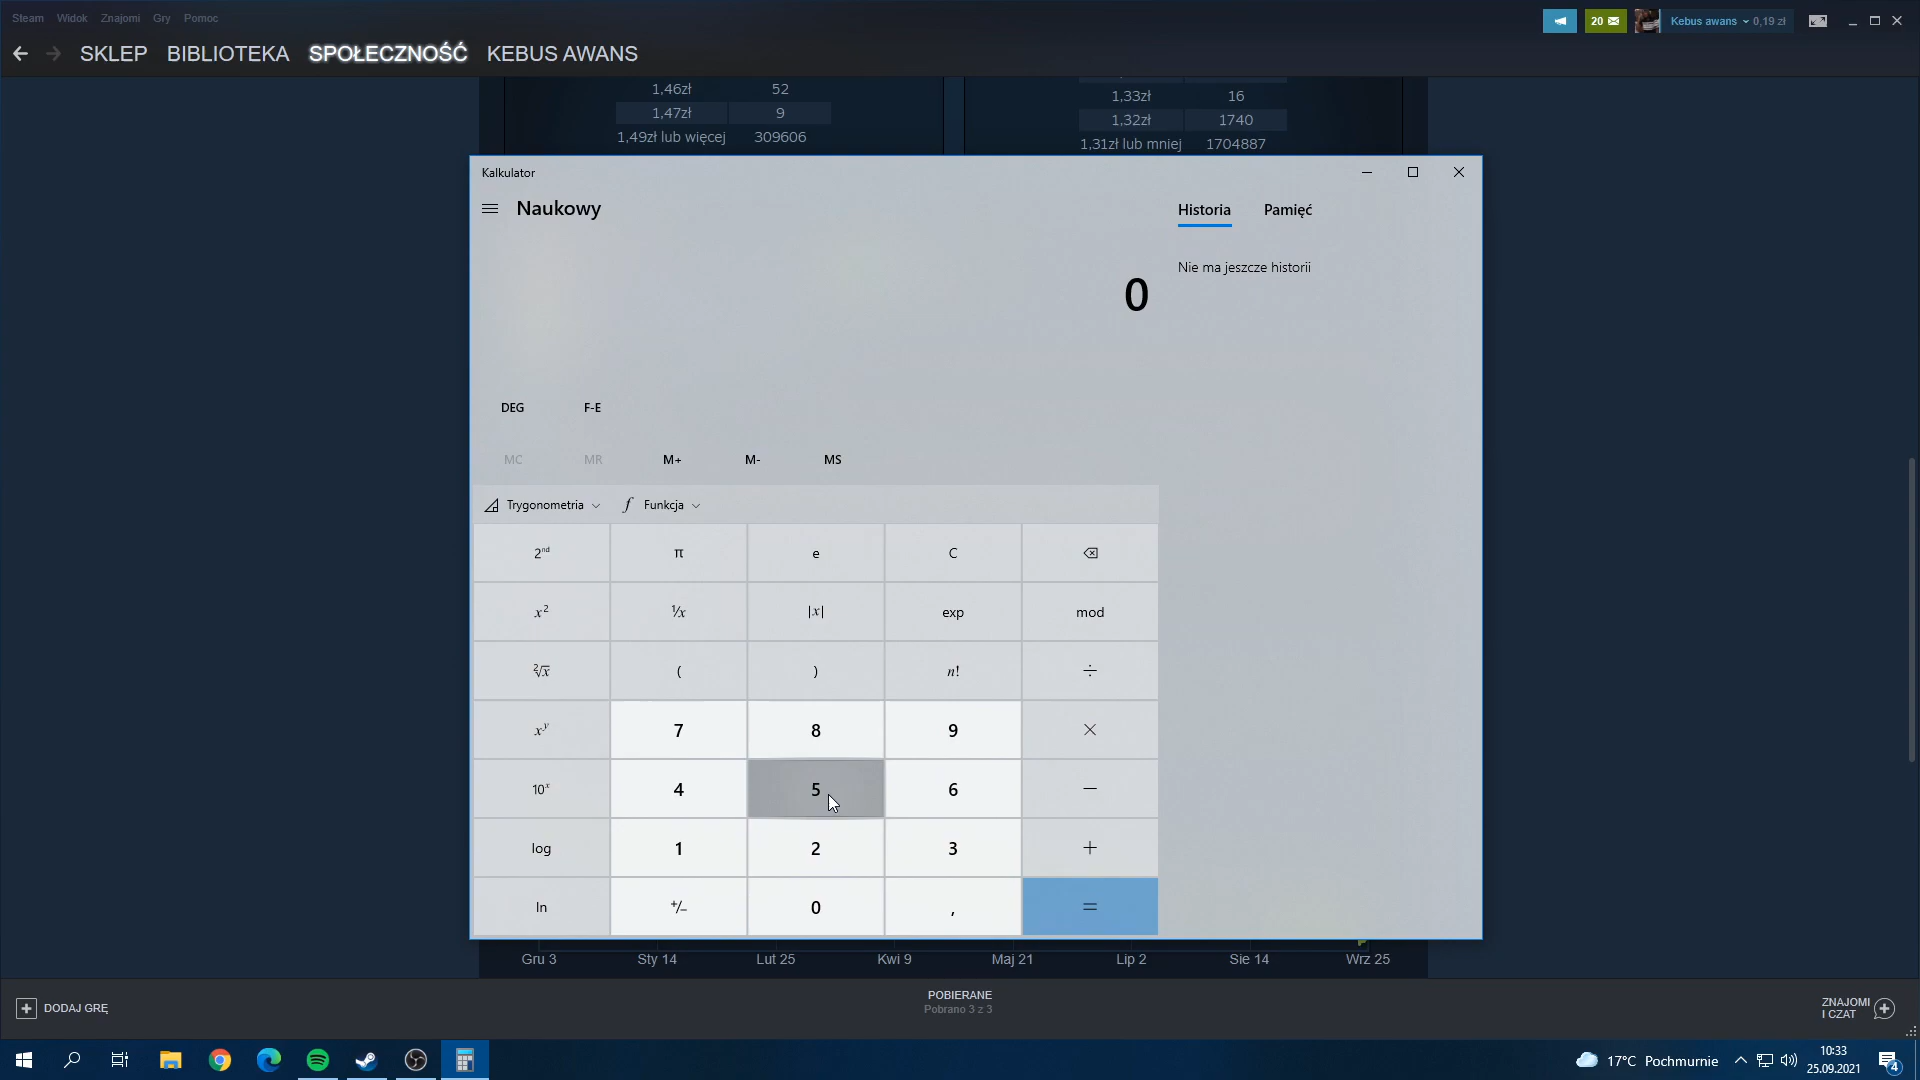 Steam Widok Znajomi Gry Pomoc
20
Kebus awans 0,19 zł
SKLEP BIBLIOTEKA SPOŁECZNOŚĆ KEBUS AWANS
1,46zł 52
1,47zł 9
1,49zł lub więcej 309606
1,33zł 16
1,32zł 1740
1,31zł lub mniej 1704887
Kalkulator
Naukowy
Historia Pamięć
Nie ma jeszcze historii
0
DEG F-E
MC MR M+ M- MS
Trygonometria f Funkcja
2ⁿᵈ π e C
x² ¹/x |x| exp mod
²√x ( ) n! ÷
xʸ 7 8 9 ×
10ˣ 4 5 6 −
log 1 2 3 +
ln +/− 0 , =
Gru 3 Sty 14 Lut 25 Kwi 9 Maj 21 Lip 2 Sie 14 Wrz 25
DODAJ GRĘ
POBIERANE
Pobrano 3 z 3
ZNAJOMI
I CZAT
17°C Pochmurnie
10:33
25.09.2021
4